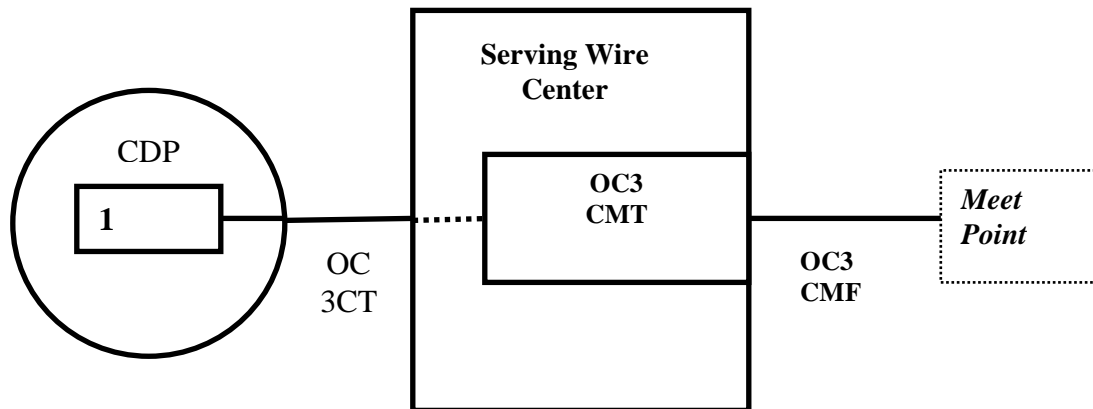 Serving Wire
Center
CDP
1
OC
3CT
OC3
CMT
OC3
CMF
Meet
Point